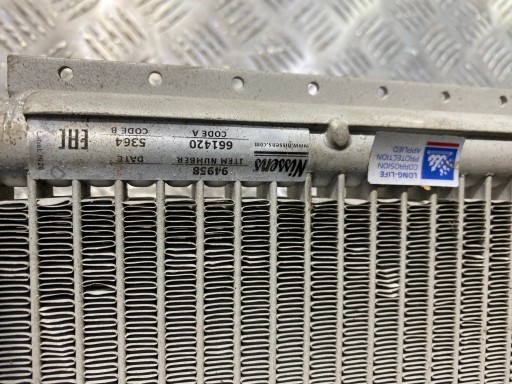 Nissens
www.nissens.com
ITEM NUMBER
94958
DATE
CODE A
661420
CODE B
5364
EAC
LONG-LIFE
CORROSION
PROTECTION
APPLIED